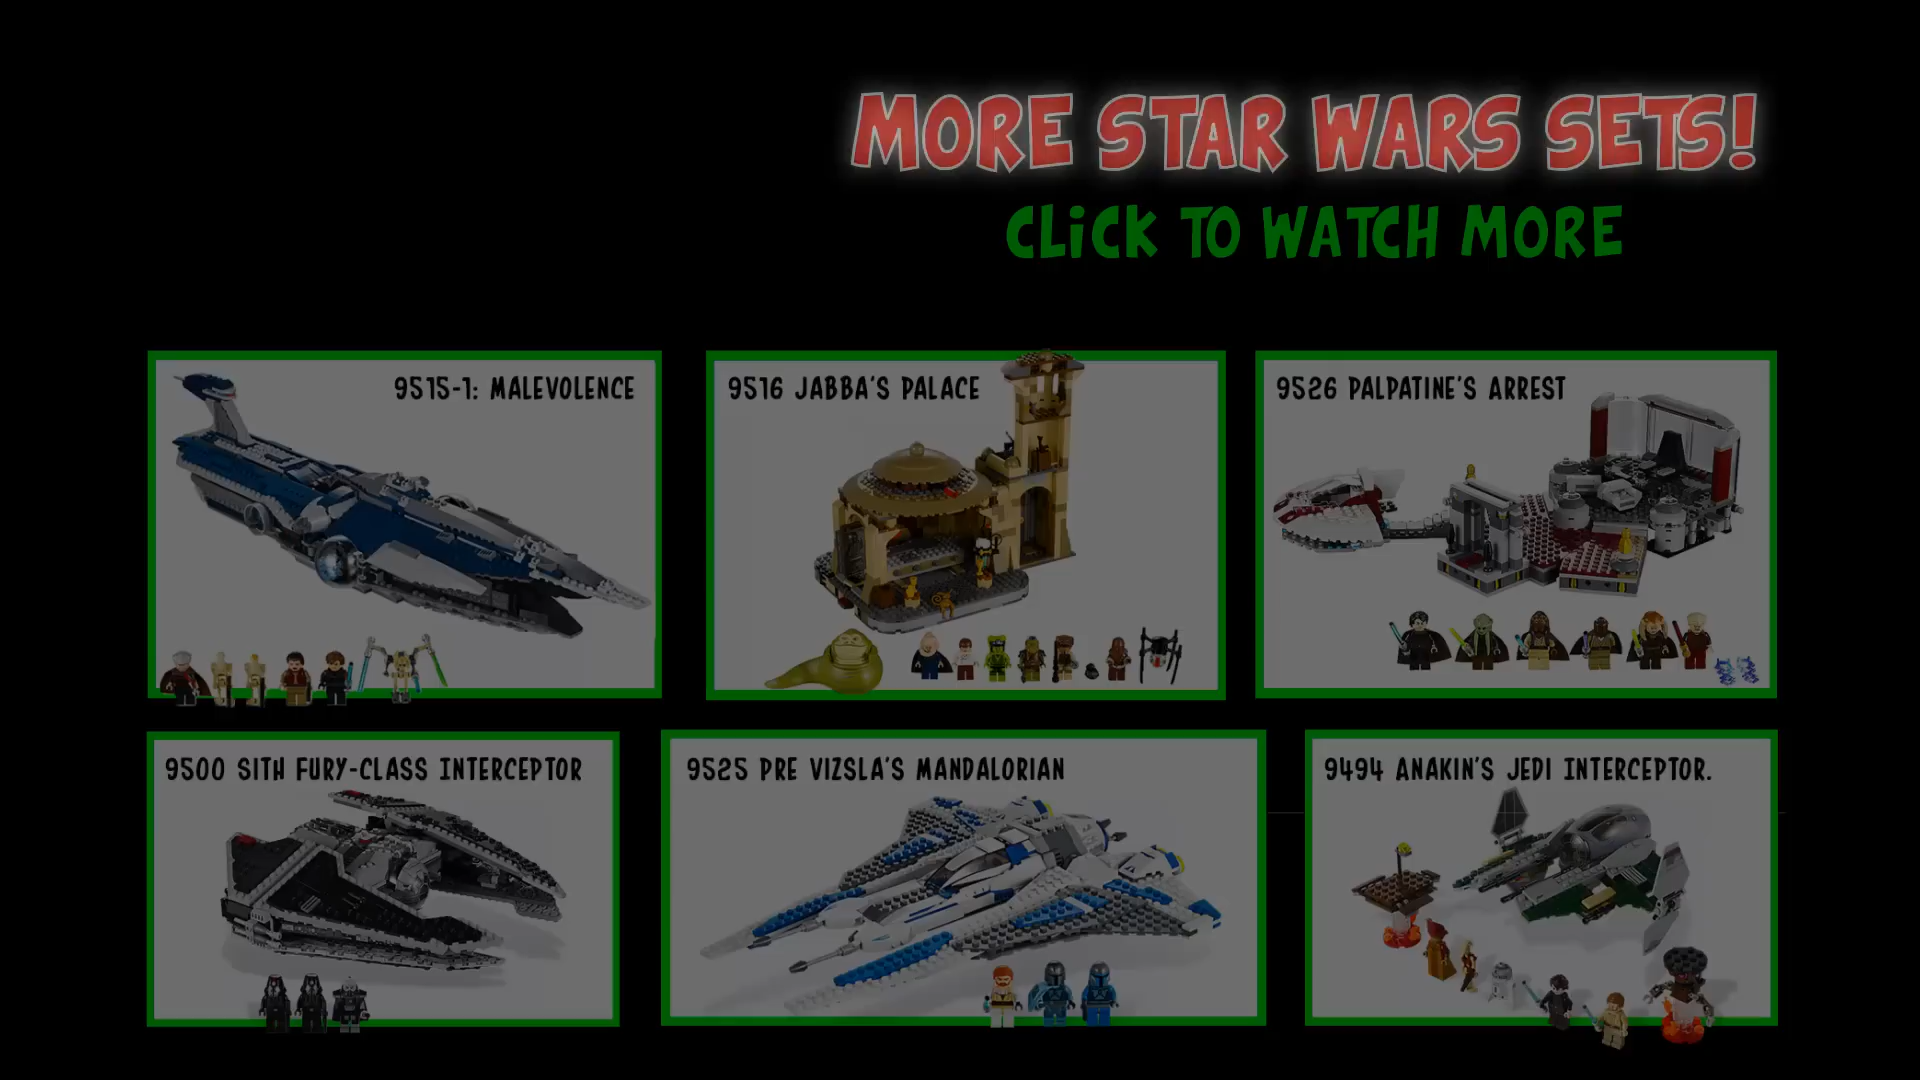 MORE STAR WARS SETS!
CLiCK TO WATCH MORE
9515-1: MALEVOLENCE
9516 JABBA'S PALACE
9526 PALPATINE'S ARREST
9500 SITH FURY-CLASS INTERCEPTOR
9525 PRE VIZSLA'S MANDALORIAN
9494 ANAKIN'S JEDI INTERCEPTOR.